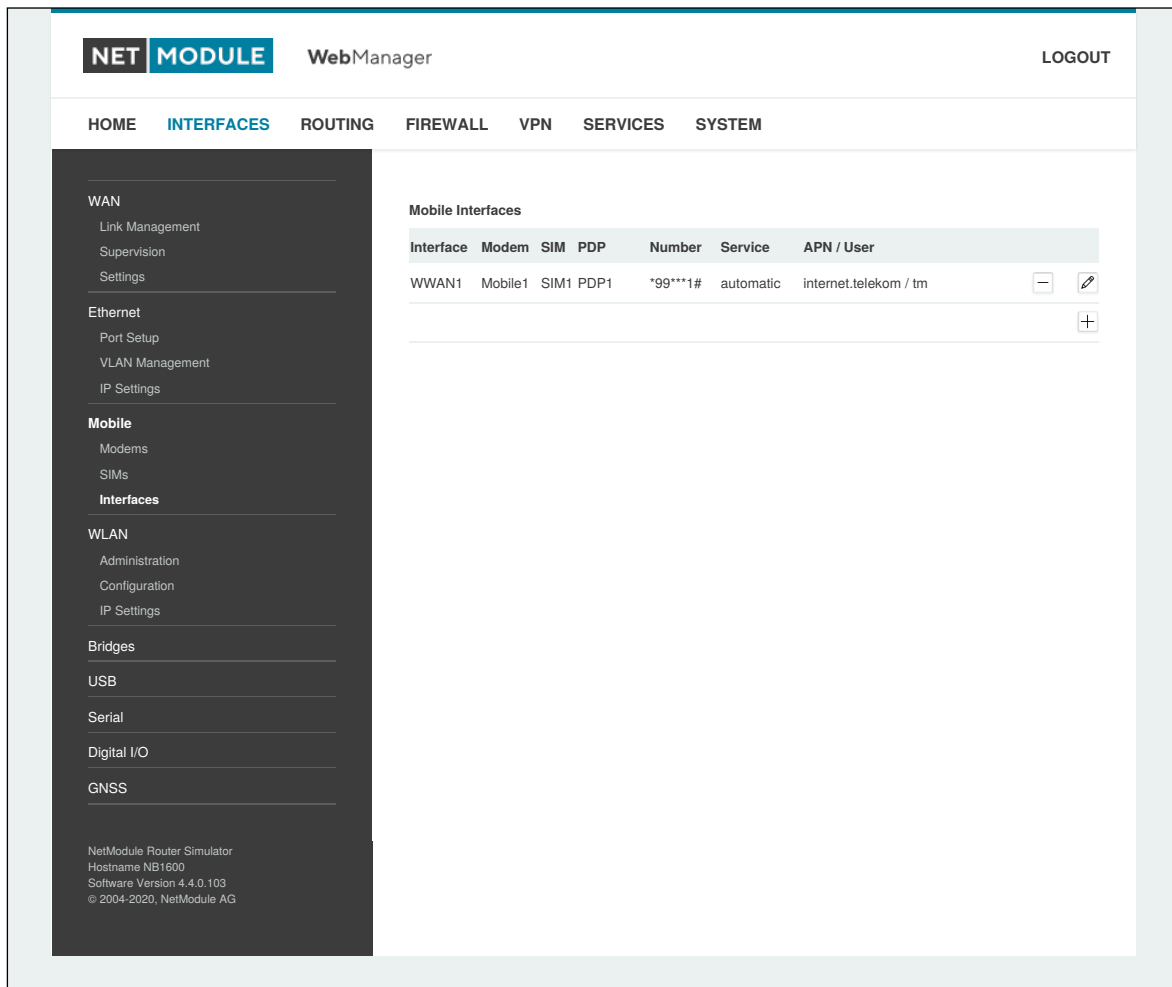 NET MODULE WebManager LOGOUT
HOME INTERFACES ROUTING FIREWALL VPN SERVICES SYSTEM
WAN
Link Management
Supervision
Settings
Ethernet
Port Setup
VLAN Management
IP Settings
Mobile
Modems
SIMs
Interfaces
WLAN
Administration
Configuration
IP Settings
Bridges
USB
Serial
Digital I/O
GNSS
NetModule Router Simulator
Hostname NB1600
Software Version 4.4.0.103
© 2004-2020, NetModule AG
Mobile Interfaces
Interface Modem SIM PDP Number Service APN / User
WWAN1 Mobile1 SIM1 PDP1 *99***1# automatic internet.telekom / tm